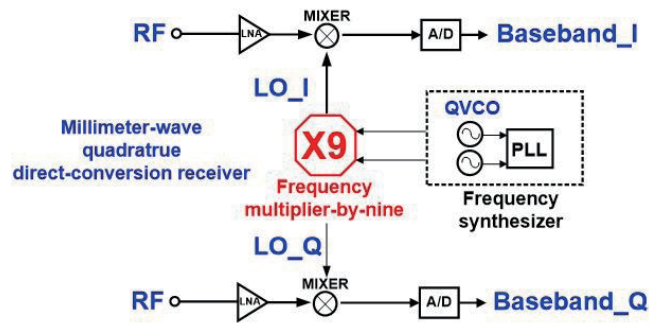 RF
LNA
MIXER
A/D
Baseband_I
LO_I
Millimeter-wave
quadratrue
direct-conversion receiver
X9
Frequency
multiplier-by-nine
QVCO
PLL
Frequency
synthesizer
LO_Q
RF
LNA
MIXER
A/D
Baseband_Q